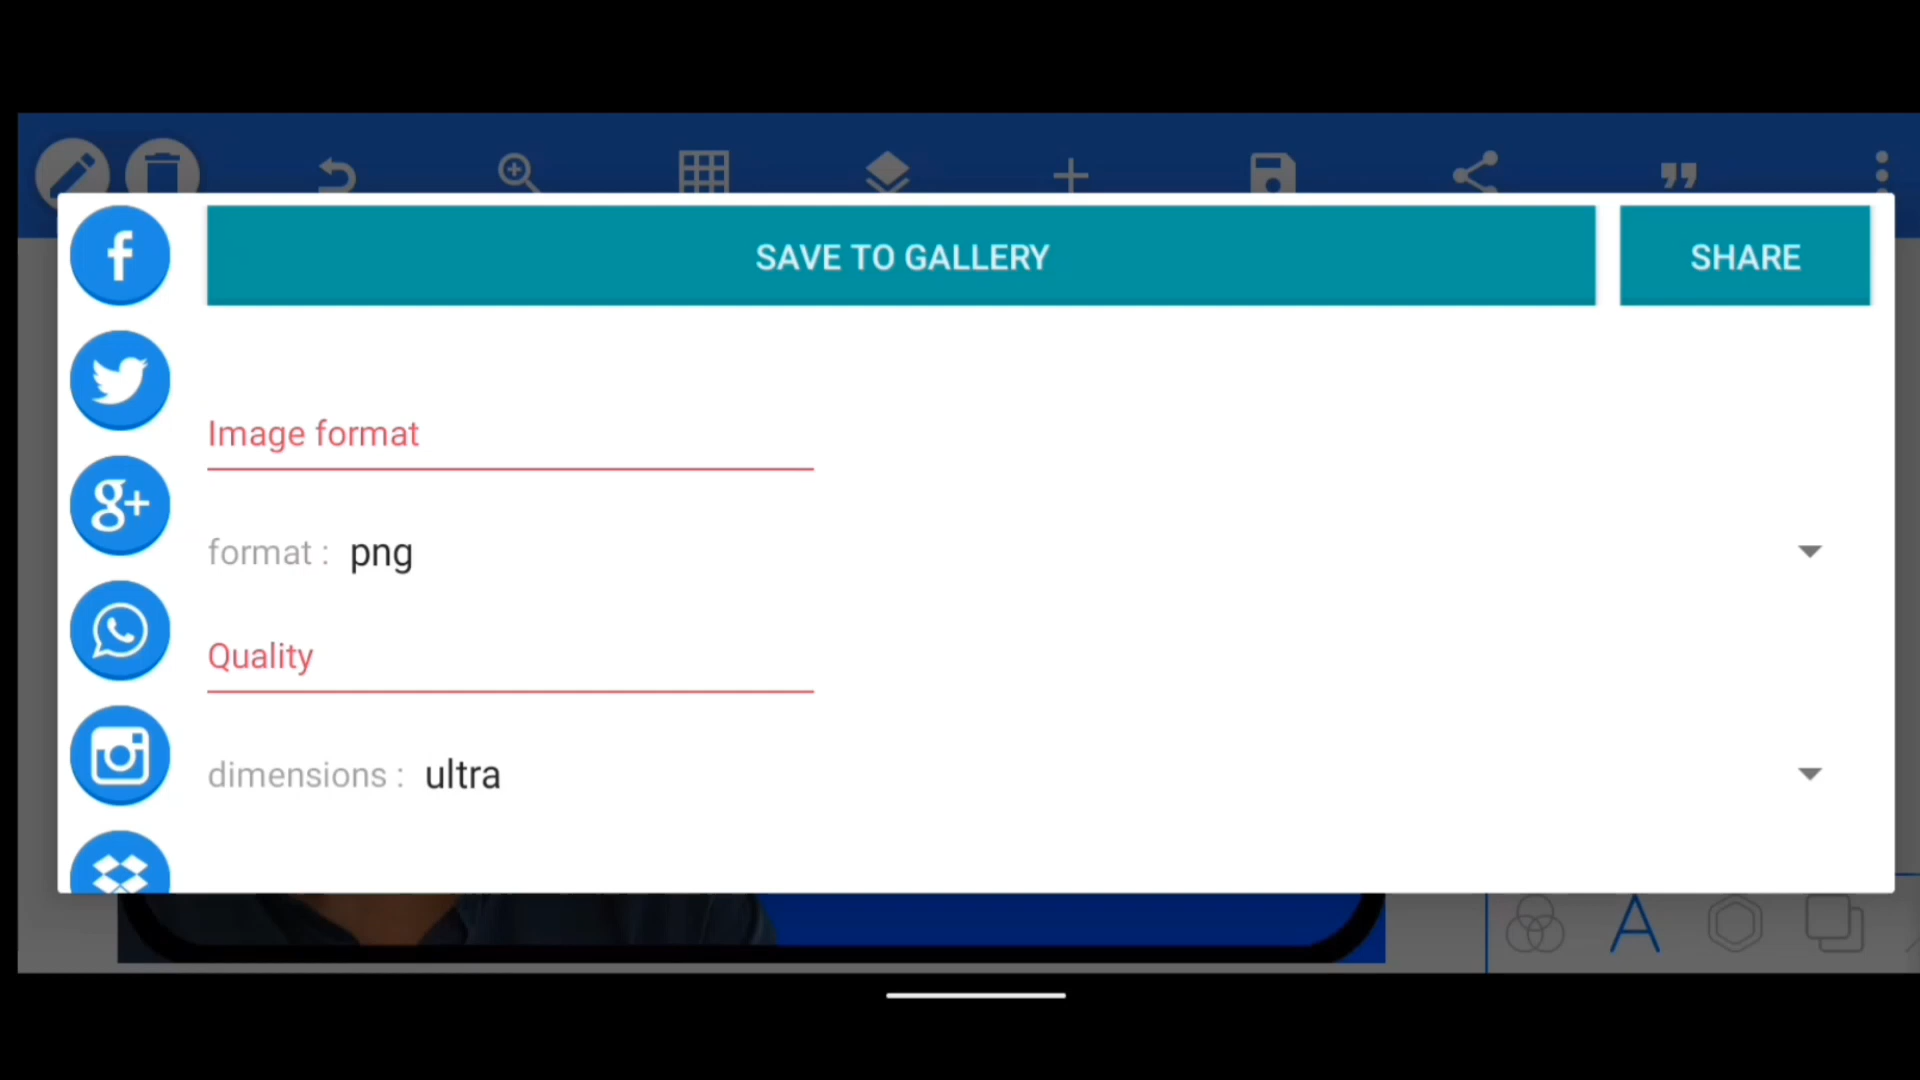 SAVE TO GALLERY
SHARE
Image format
format : png
Quality
dimensions : ultra